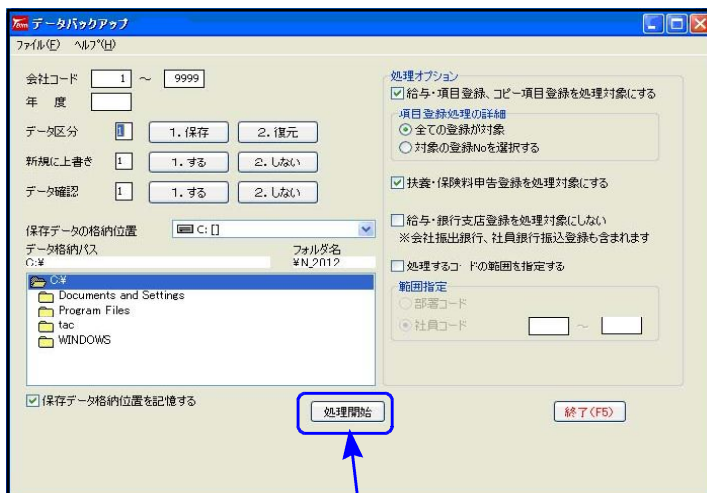 データバックアップ
ファイル(F) ヘルプ(H)
会社コード 1 ～ 9999
年 度
データ区分 1 1. 保存 2. 復元
新規に上書き 1 1. する 2. しない
データ確認 1 1. する 2. しない
保存データの格納位置 C: []
データ格納パス フォルダ名
C:¥ ¥N_2012
C:¥
Documents and Settings
Program Files
tac
WINDOWS
保存データ格納位置を記憶する
処理開始
処理オプション
給与・項目登録、コピー項目登録を処理対象にする
項目登録処理の詳細
全ての登録が対象
対象の登録Noを選択する
扶養・保険料申告登録を処理対象にする
給与・銀行支店登録を処理対象にしない
※会社振出銀行、社員銀行振込登録も含まれます
処理するコードの範囲を指定する
範囲指定
部署コード
社員コード ～
終了(F5)